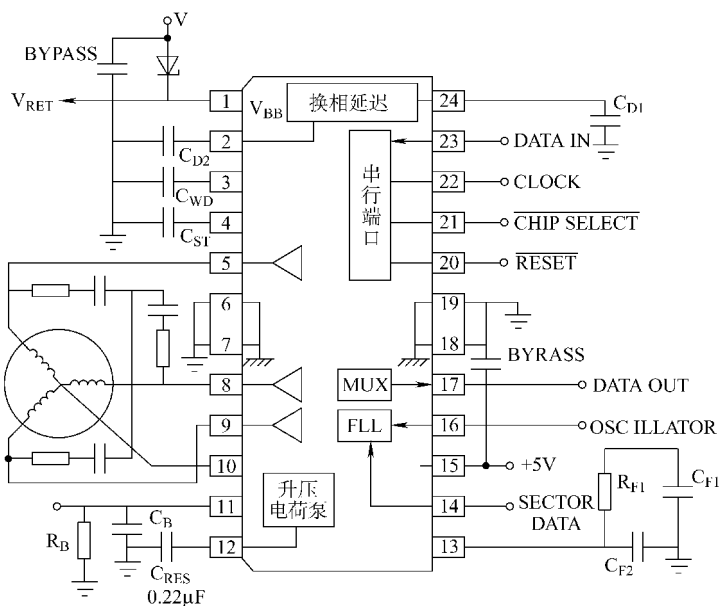 V
BYPASS
V_RET
1
V_BB
换相延迟
24
C_D1
2
C_D2
23
DATA IN
3
C_WD
串行端口
22
CLOCK
4
C_ST
21
CHIP SELECT
5
20
RESET
6
19
7
18
BYRASS
8
MUX
17
DATA OUT
9
FLL
16
OSC ILLATOR
10
15
+5V
升压
电荷泵
11
14
SECTOR
DATA
R_F1
C_F1
R_B
C_B
12
13
C_RES
0.22μF
C_F2